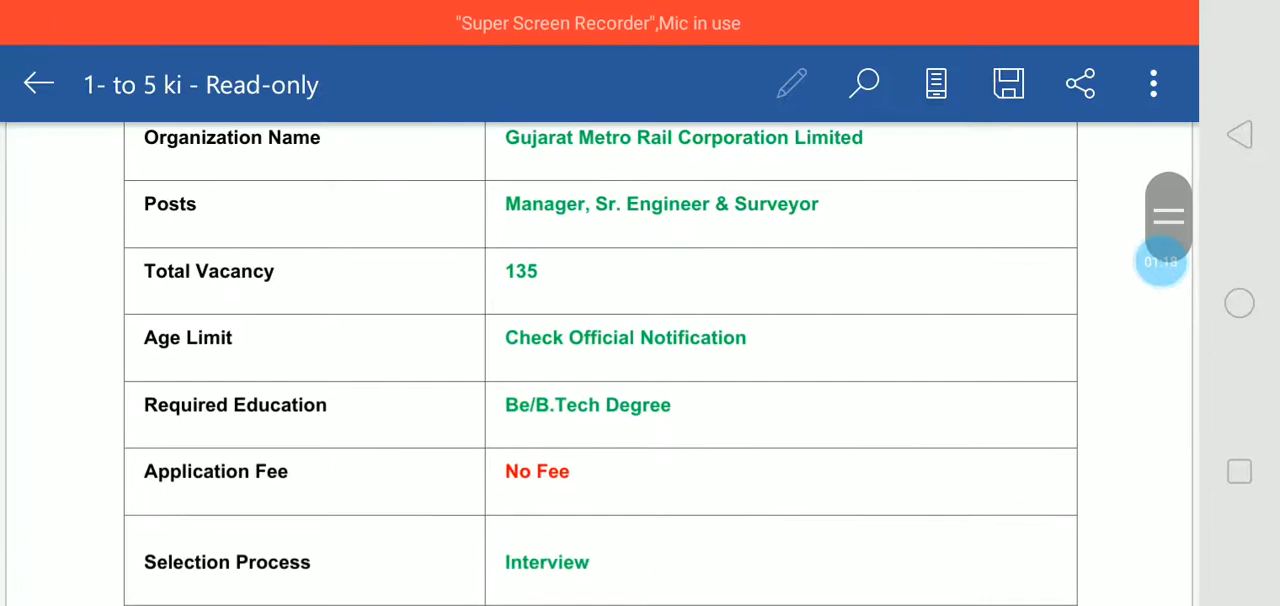 "Super Screen Recorder",Mic in use
1- to 5 ki - Read-only
Organization Name Gujarat Metro Rail Corporation Limited
Posts Manager, Sr. Engineer & Surveyor
Total Vacancy 135
01:18
Age Limit Check Official Notification
Required Education Be/B.Tech Degree
Application Fee No Fee
Selection Process Interview